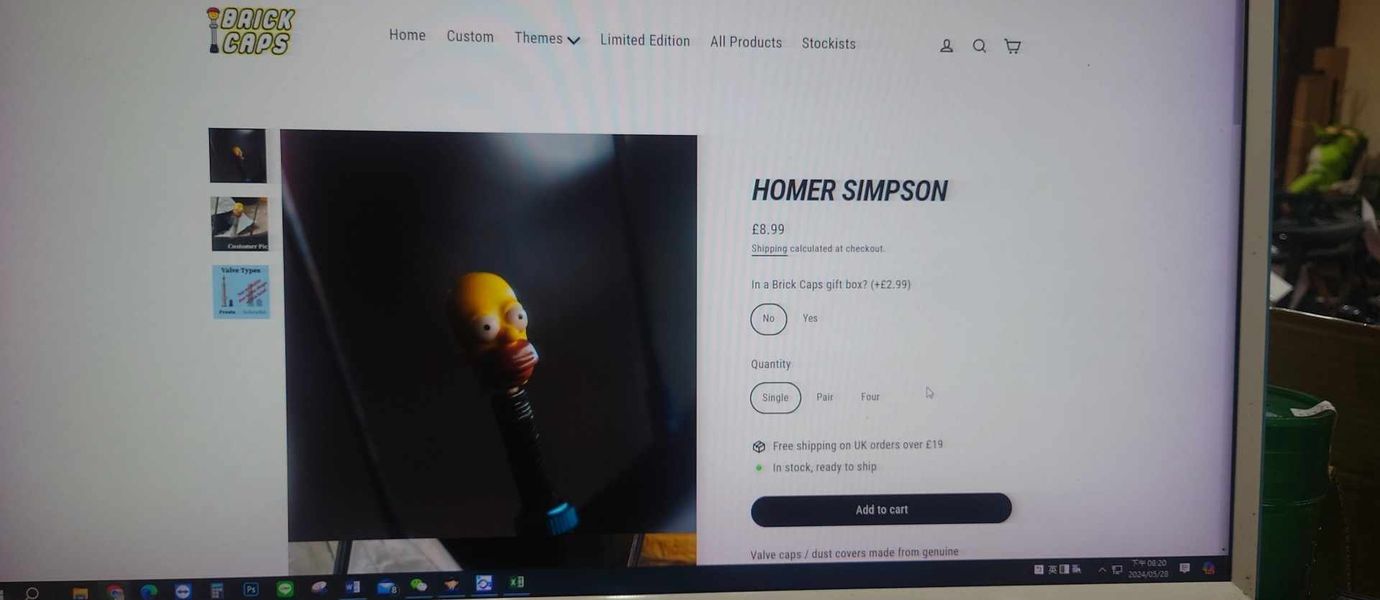 BRICK
CAPS
Home
Custom
Themes
Limited Edition
All Products
Stockists
Customer Pic
Valve Types
Presta
HOMER SIMPSON
£8.99
Shipping calculated at checkout.
In a Brick Caps gift box? (+£2.99)
No
Yes
Quantity
Single
Pair
Four
Free shipping on UK orders over £19
In stock, ready to ship
Add to cart
Valve caps / dust covers made from genuine
Ps
英
下午 08:20
2024/05/28